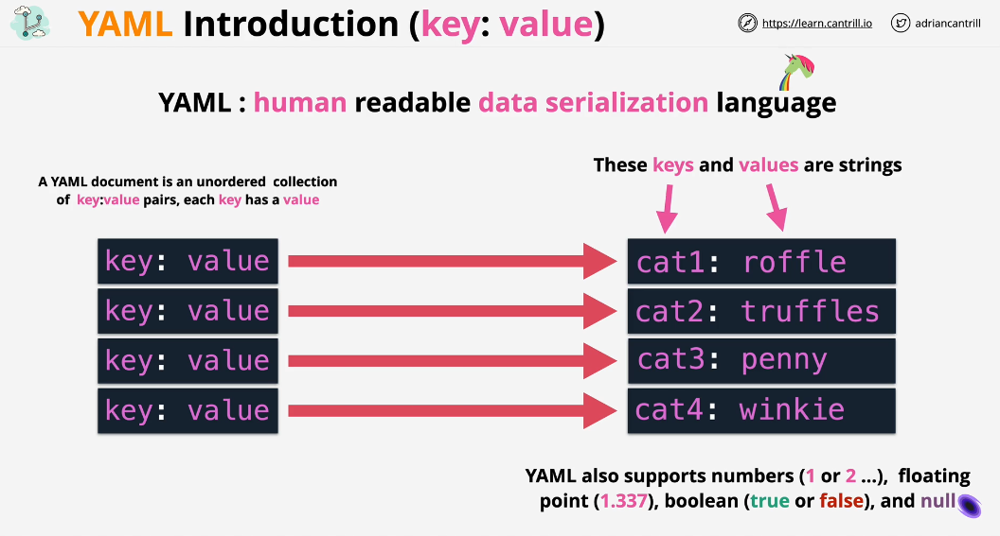 YAML Introduction (key: value)
https://learn.cantrill.io
adriancantrill
YAML : human readable data serialization language
A YAML document is an unordered collection
of key:value pairs, each key has a value
These keys and values are strings
key: value
cat1: roffle
key: value
cat2: truffles
key: value
cat3: penny
key: value
cat4: winkie
YAML also supports numbers (1 or 2 ...), floating
point (1.337), boolean (true or false), and null